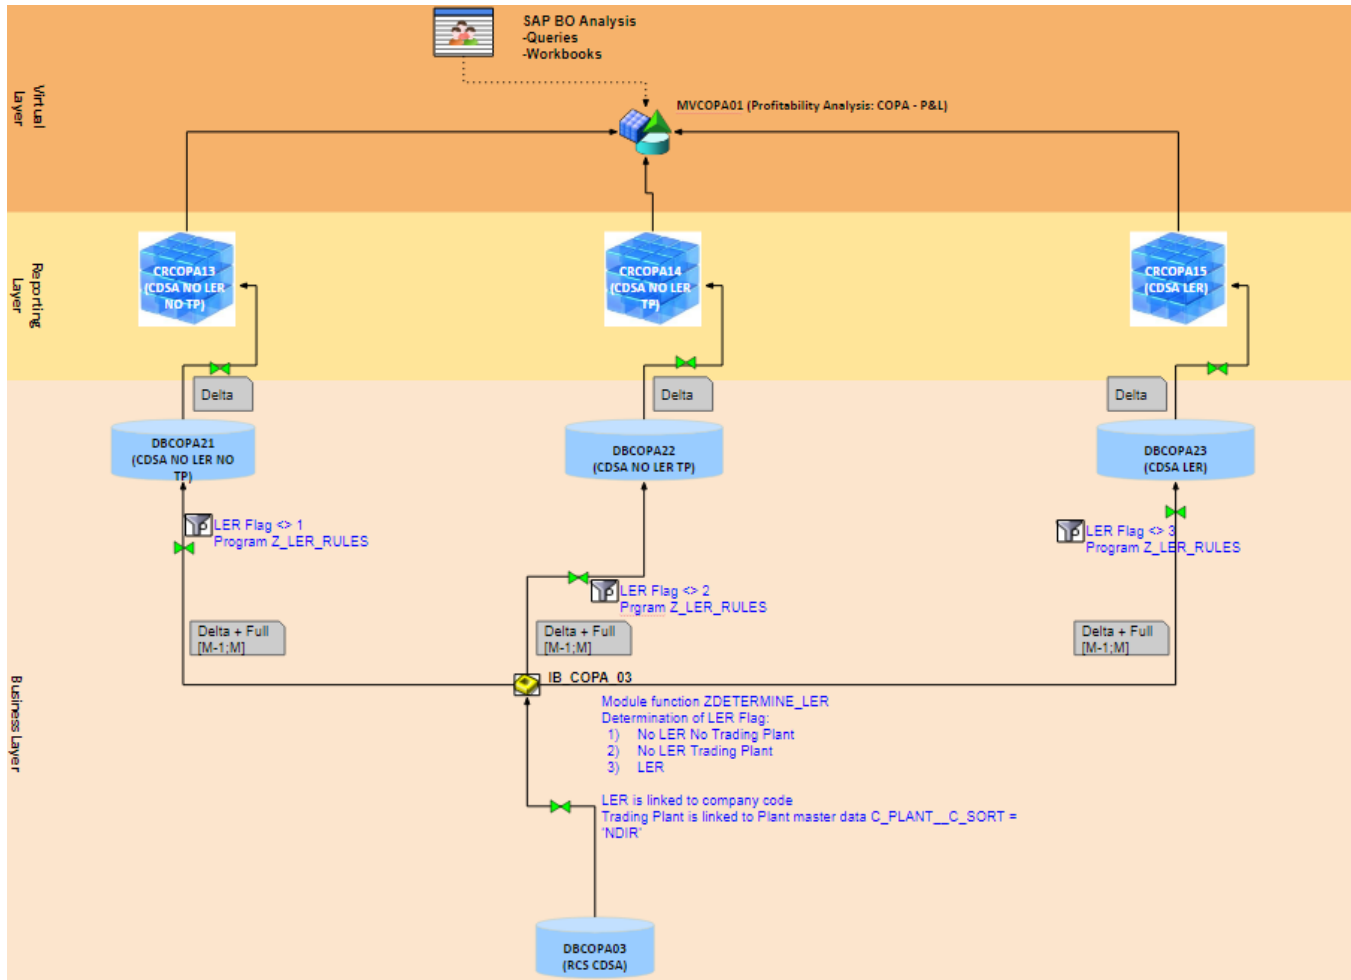 SAP BO Analysis
-Queries
-Workbooks
Virtual
Layer
MVCOPA01 (Profitability Analysis: COPA - P&L)
Reporting
Layer
CRCOPA13
(CDSA NO LER
NO TP)
CRCOPA14
(CDSA NO LER
TP)
CRCOPA15
(CDSA LER)
Delta
Delta
Delta
DBCOPA21
(CDSA NO LER NO
TP)
DBCOPA22
(CDSA NO LER TP)
DBCOPA23
(CDSA LER)
LER Flag <> 1
Program Z_LER_RULES
LER Flag <> 2
Prgram Z_LER_RULES
LER Flag <> 3
Program Z_LER_RULES
Delta + Full
[M-1;M]
Delta + Full
[M-1;M]
Delta + Full
[M-1;M]
Business Layer
IB_COPA_03
Module function ZDETERMINE_LER
Determination of LER Flag:
1) No LER No Trading Plant
2) No LER Trading Plant
3) LER
LER is linked to company code
Trading Plant is linked to Plant master data C_PLANT__C_SORT =
'NDIR'
DBCOPA03
(RCS CDSA)